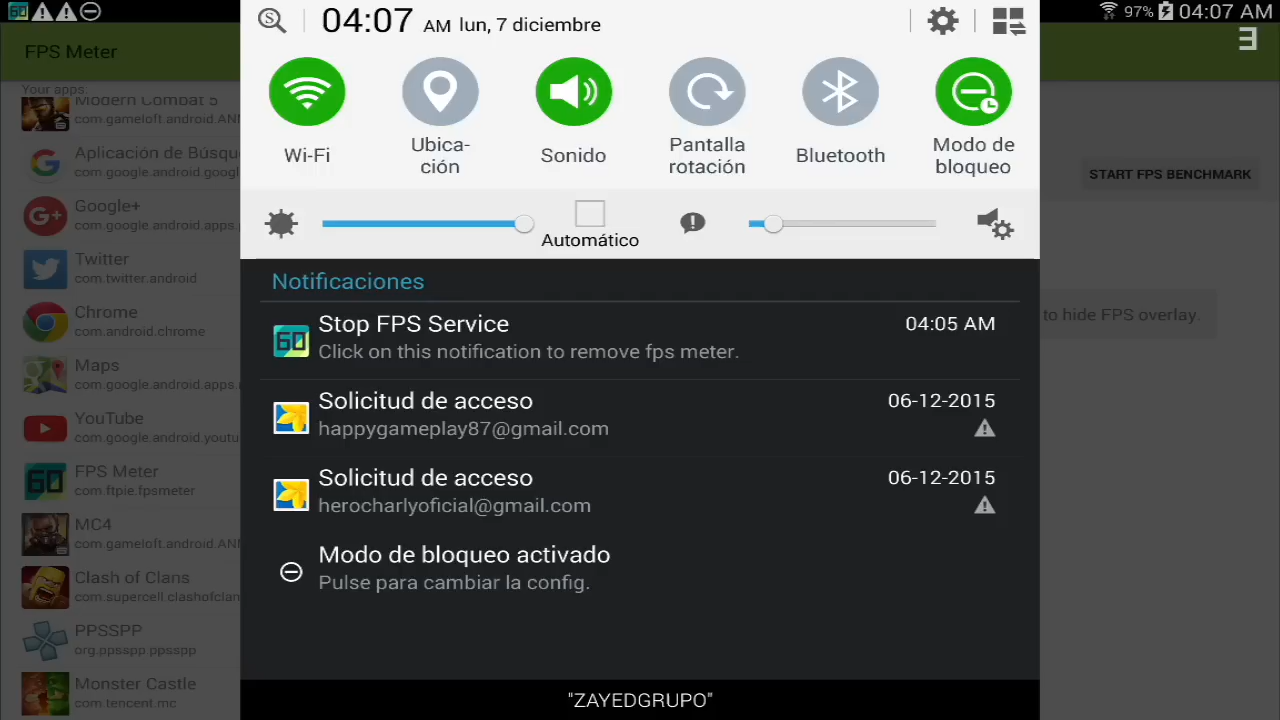 97%
04:07 AM
3
04:07 AM lun, 7 diciembre
Wi-Fi
Ubica-
ción
Sonido
Pantalla
rotación
Bluetooth
Modo de
bloqueo
Automático
Notificaciones
Stop FPS Service
04:05 AM
Click on this notification to remove fps meter.
Solicitud de acceso
06-12-2015
happygameplay87@gmail.com
Solicitud de acceso
06-12-2015
herocharlyoficial@gmail.com
Modo de bloqueo activado
Pulse para cambiar la config.
"ZAYEDGRUPO"
FPS Meter
Your apps:
Modern Combat 5
com.gameloft.android.ANN
Aplicación de Búsqu
com.google.android.googl
Google+
com.google.android.apps.
Twitter
com.twitter.android
Chrome
com.android.chrome
Maps
com.google.android.apps.
YouTube
com.google.android.youtu
FPS Meter
com.ftpie.fpsmeter
MC4
com.gameloft.android.ANN
Clash of Clans
com.supercell.clashofclan
PPSSPP
org.ppsspp.ppsspp
Monster Castle
com.tencent.mc
START FPS BENCHMARK
to hide FPS overlay.